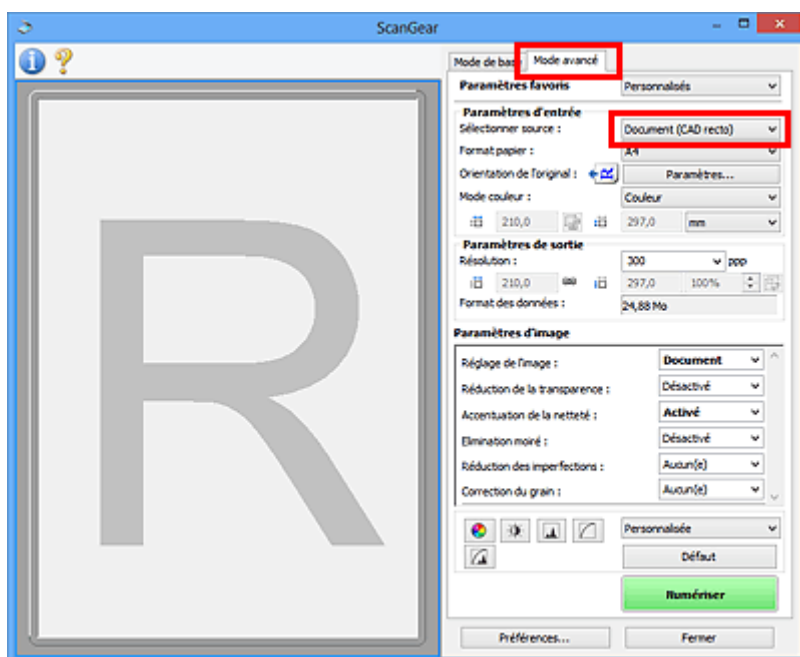 ScanGear
Mode de base Mode avancé
Paramètres favoris Personnalisés
Paramètres d'entrée
Sélectionner source : Document (CAD recto)
Format papier : A4
Orientation de l'original : Paramètres...
Mode couleur : Couleur
210,0 297,0 mm
Paramètres de sortie
Résolution : 300 ppp
210,0 297,0 100%
Format des données : 24,88 Mo
Paramètres d'image
Réglage de l'image : Document
Réduction de la transparence : Désactivé
Accentuation de la netteté : Activé
Elimination moiré : Désactivé
Réduction des imperfections : Aucun(e)
Correction du grain : Aucun(e)
Personnalisée
Défaut
Numériser
Préférences... Fermer
R